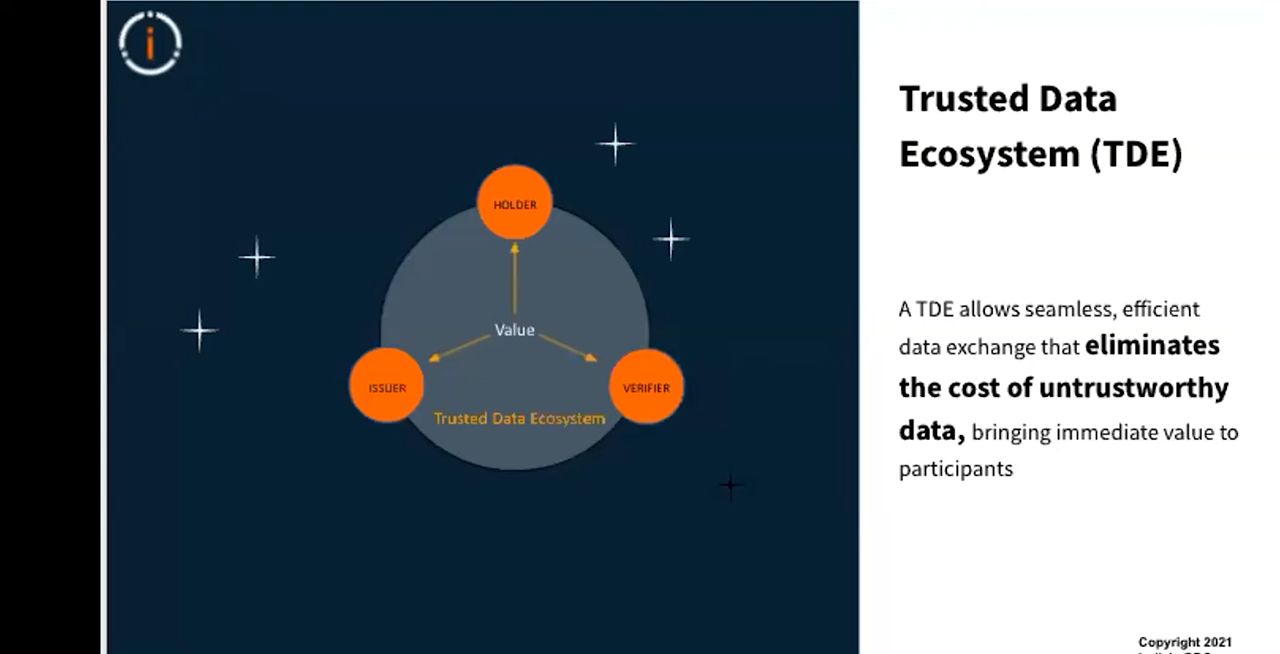 i
HOLDER
Value
ISSUER
VERIFIER
Trusted Data Ecosystem
Trusted Data
Ecosystem (TDE)
A TDE allows seamless, efficient
data exchange that eliminates
the cost of untrustworthy
data, bringing immediate value to
participants
Copyright 2021